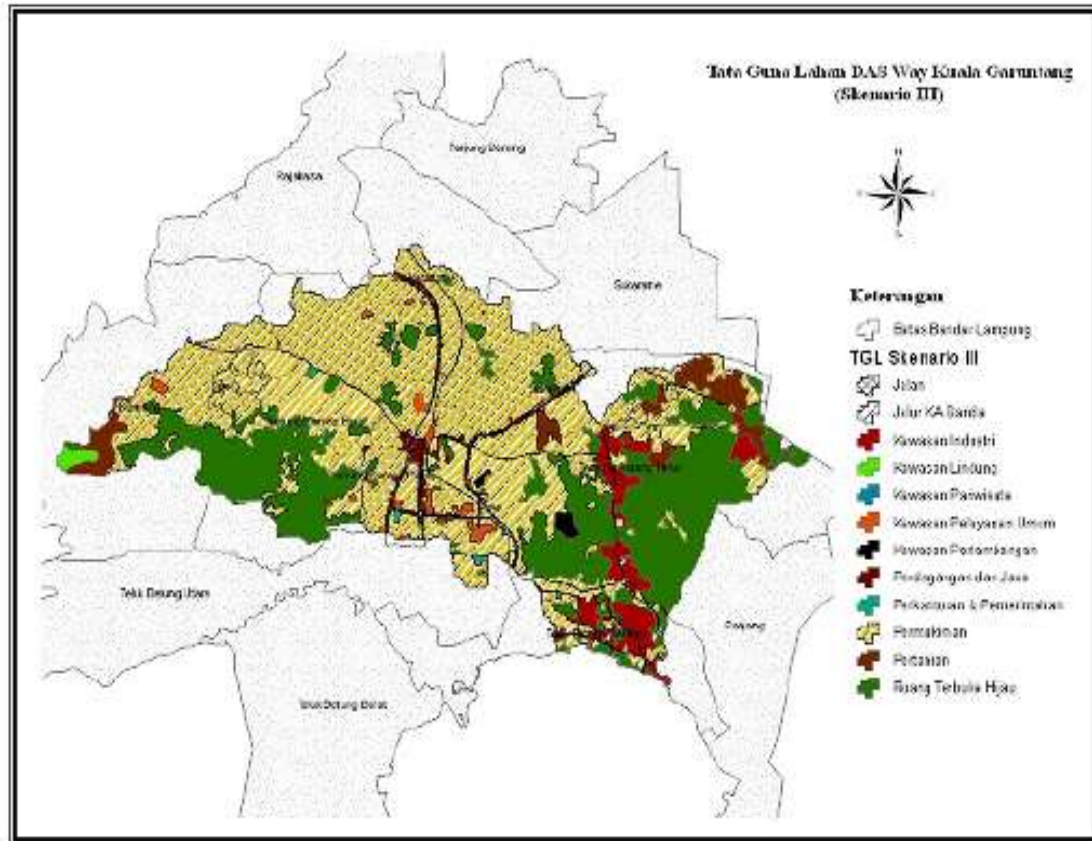 Tata Guna Lahan DAS Way Kuala Garuntang
(Skenario III)
N
Tanjung Senang
Rajabasa
Sukarame
Keterangan
Batas Bandar Lampung
TGL Skenario III
Jalan
Jalur KA Banda
Kawasan Industri
Kawasan Lindung
Kawasan Pariwisata
Kawasan Pelayanan Umum
Kawasan Pertambangan
Perdagangan dan Jasa
Perkantoran & Pemerintahan
Permukiman
Pertanian
Ruang Terbuka Hijau
Teluk Betung Utara
Panjang
Teluk Betung Barat